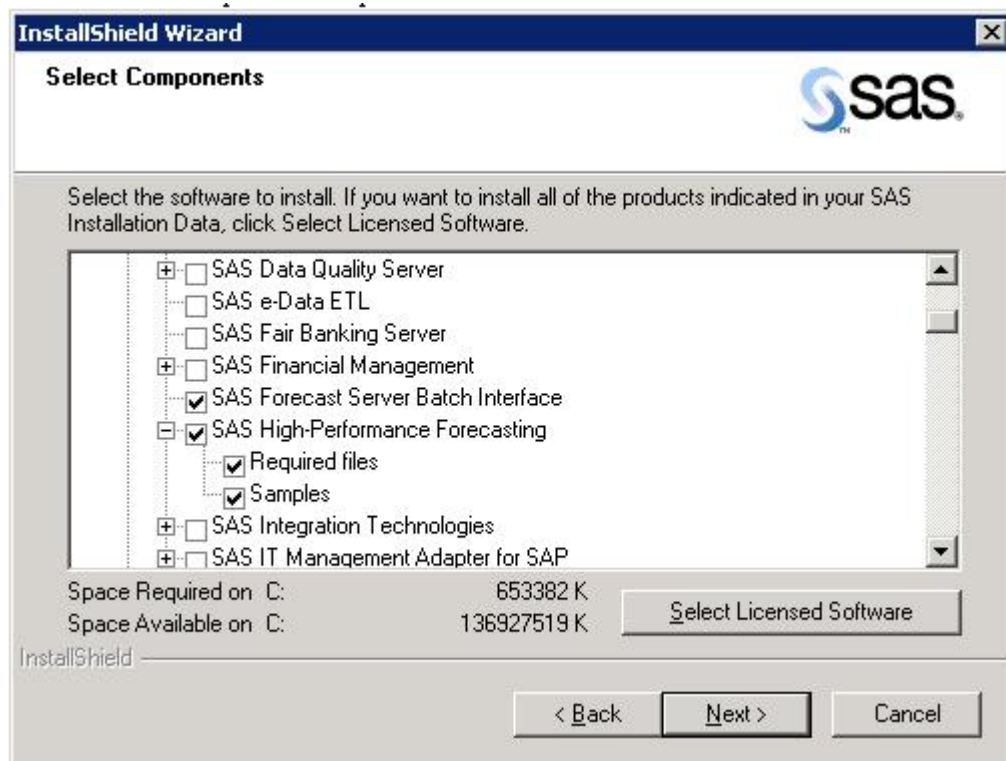 InstallShield Wizard
Select Components
sas.
TM
Select the software to install. If you want to install all of the products indicated in your SAS
Installation Data, click Select Licensed Software.
SAS Data Quality Server
SAS e-Data ETL
SAS Fair Banking Server
SAS Financial Management
SAS Forecast Server Batch Interface
SAS High-Performance Forecasting
Required files
Samples
SAS Integration Technologies
SAS IT Management Adapter for SAP
Space Required on C: 653382 K
Space Available on C: 136927519 K
Select Licensed Software
InstallShield
< Back Next > Cancel